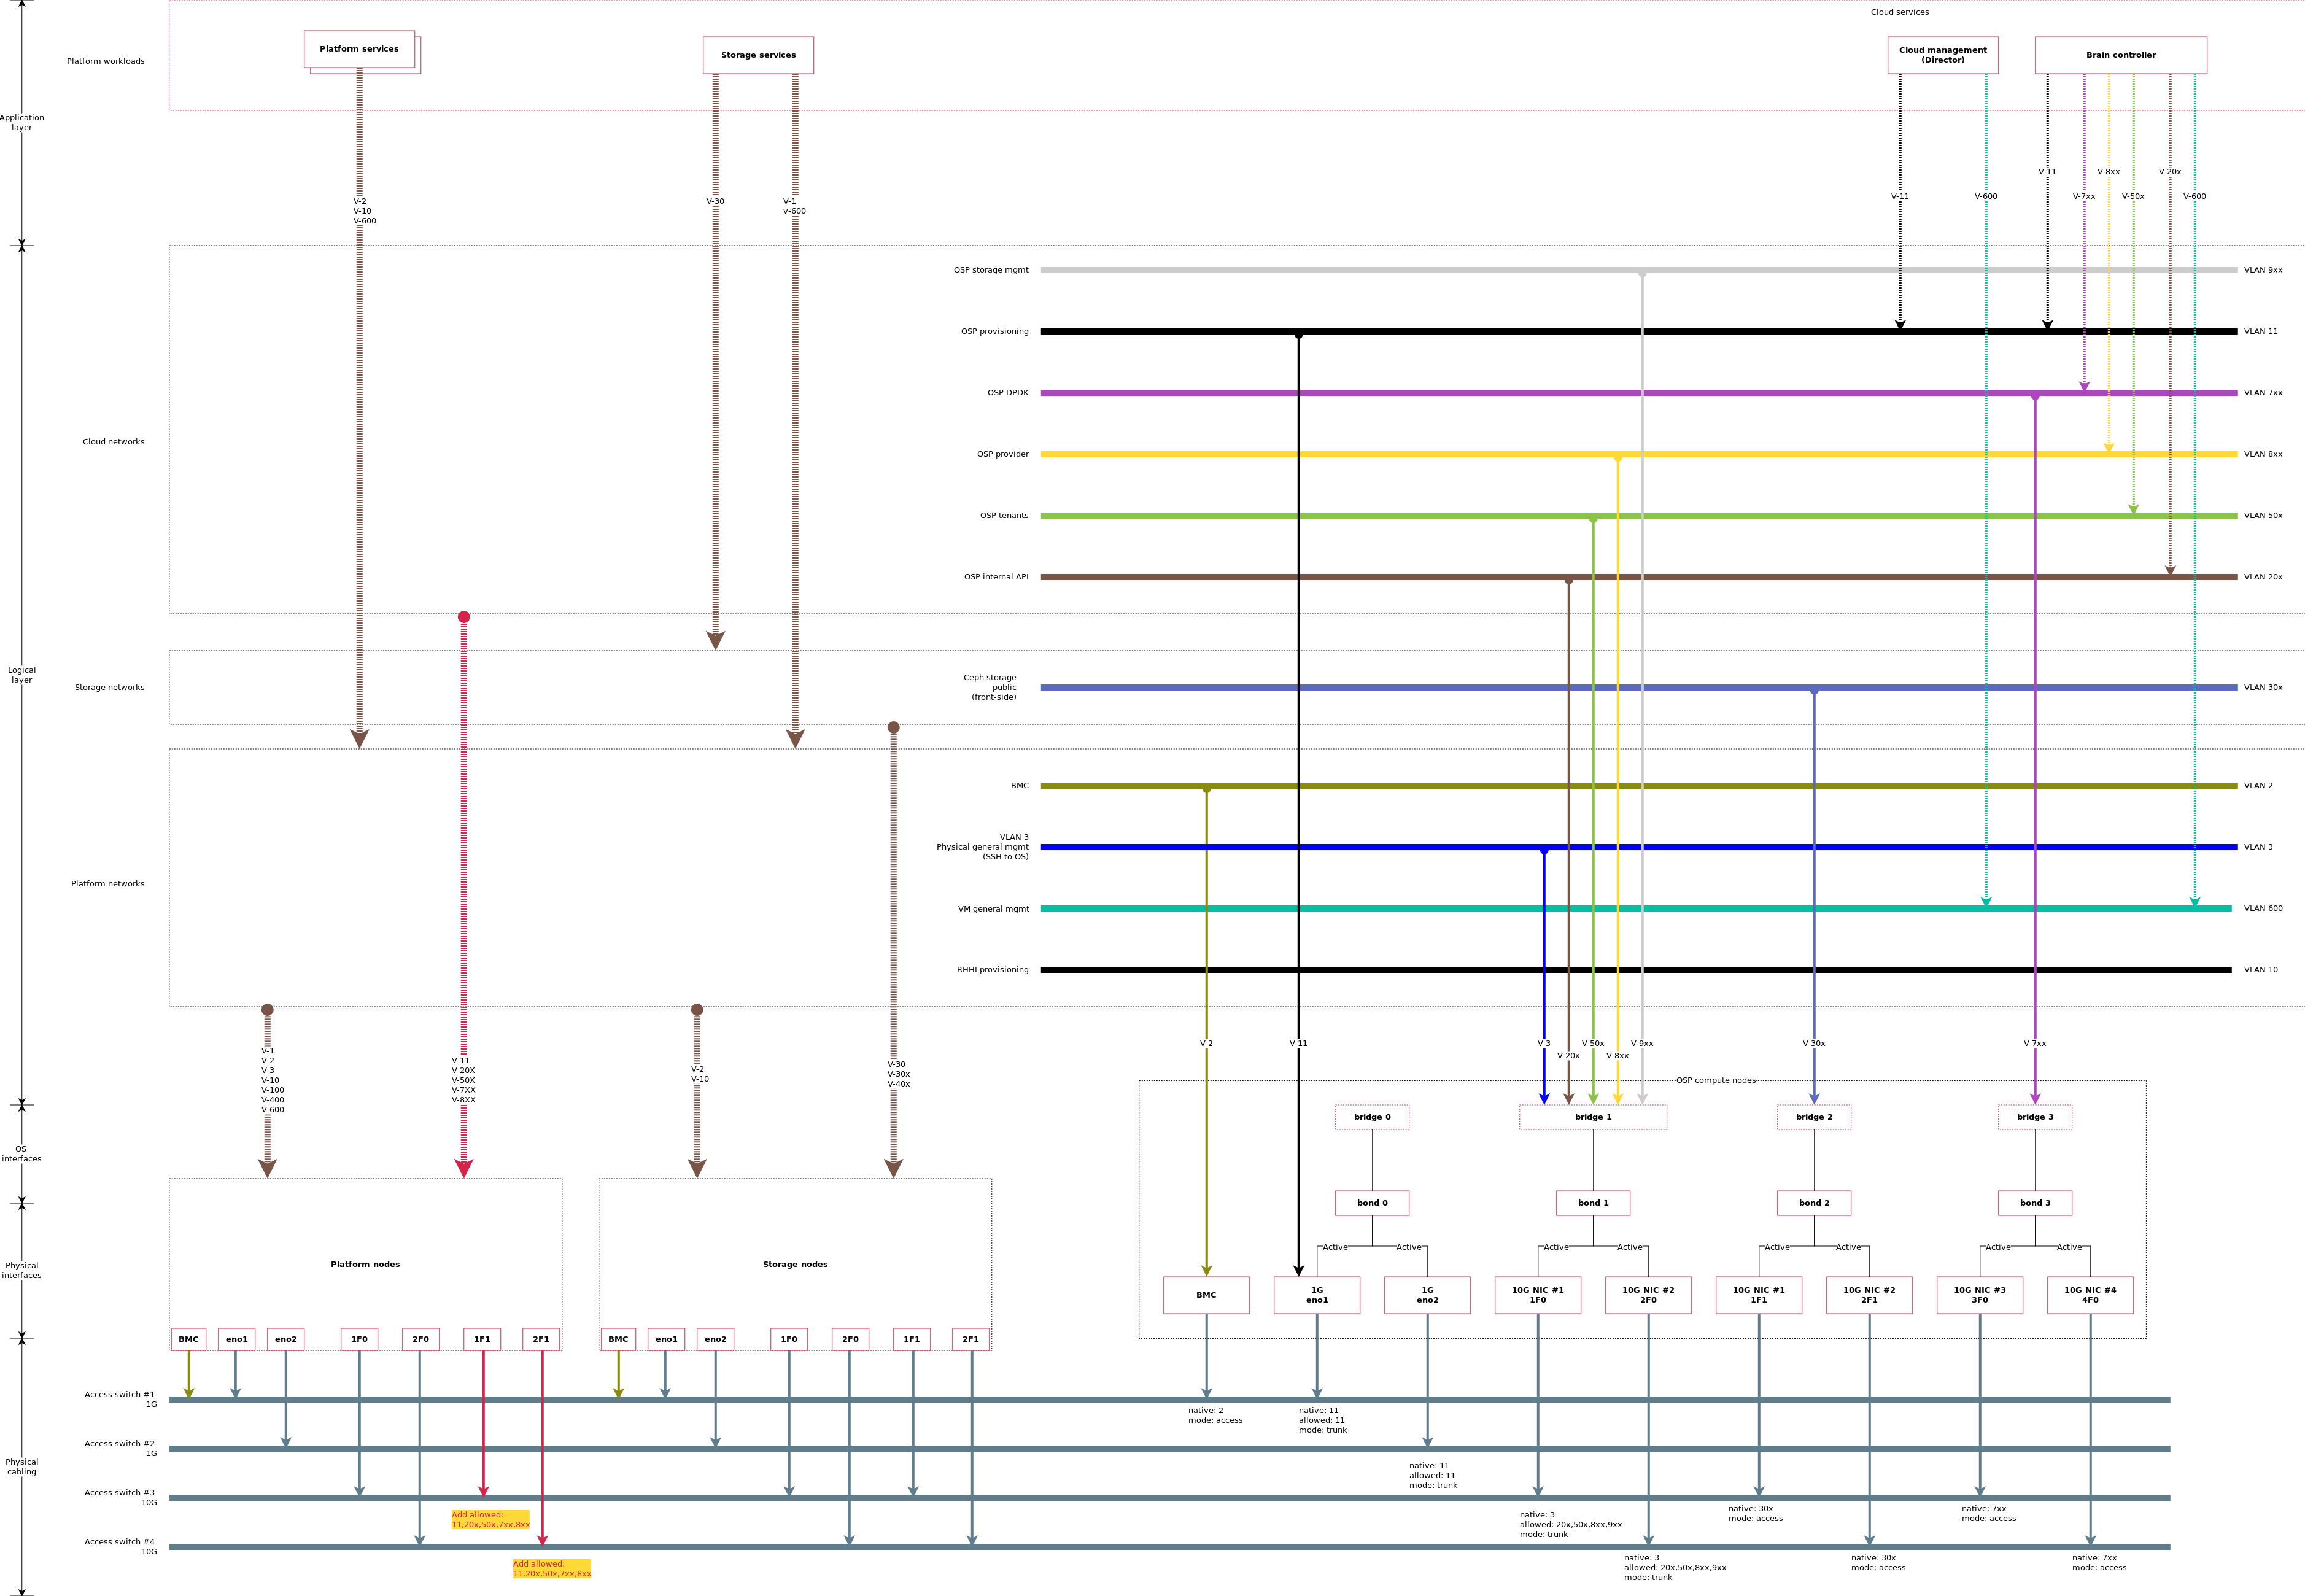 Cloud services
Platform workloads
Platform services
Storage services
Cloud management
(Director)
Brain controller
Application
layer
V-2
V-10
V-600
V-30
V-1
v-600
V-11
V-600
V-11
V-7xx
V-8xx
V-50x
V-20x
V-600
OSP storage mgmt
VLAN 9xx
OSP provisioning
VLAN 11
OSP DPDK
VLAN 7xx
Cloud networks
OSP provider
VLAN 8xx
OSP tenants
VLAN 50x
OSP internal API
VLAN 20x
Logical
layer
Storage networks
Ceph storage
public
(front-side)
VLAN 30x
BMC
VLAN 2
VLAN 3
Physical general mgmt
(SSH to OS)
VLAN 3
Platform networks
VM general mgmt
VLAN 600
RHHI provisioning
VLAN 10
V-1
V-2
V-3
V-10
V-100
V-400
V-600
V-11
V-20X
V-50X
V-7XX
V-8XX
V-2
V-10
V-30
V-30x
V-40x
V-2
V-11
V-3
V-20x
V-50x
V-8xx
V-9xx
V-30x
V-7xx
OSP compute nodes
OS
interfaces
bridge 0
bridge 1
bridge 2
bridge 3
bond 0
bond 1
bond 2
bond 3
Active
Active
Active
Active
Active
Active
Active
Active
Physical
interfaces
Platform nodes
Storage nodes
BMC
1G
eno1
1G
eno2
10G NIC #1
1F0
10G NIC #2
2F0
10G NIC #1
1F1
10G NIC #2
2F1
10G NIC #3
3F0
10G NIC #4
4F0
BMC
eno1
eno2
1F0
2F0
1F1
2F1
BMC
eno1
eno2
1F0
2F0
1F1
2F1
Physical
cabling
Access switch #1
1G
native: 2
mode: access
native: 11
allowed: 11
mode: trunk
Access switch #2
1G
native: 11
allowed: 11
mode: trunk
Access switch #3
10G
Add allowed:
11,20x,50x,7xx,8xx
native: 3
allowed: 20x,50x,8xx,9xx
mode: trunk
native: 30x
mode: access
native: 7xx
mode: access
Access switch #4
10G
Add allowed:
11,20x,50x,7xx,8xx
native: 3
allowed: 20x,50x,8xx,9xx
mode: trunk
native: 30x
mode: access
native: 7xx
mode: access